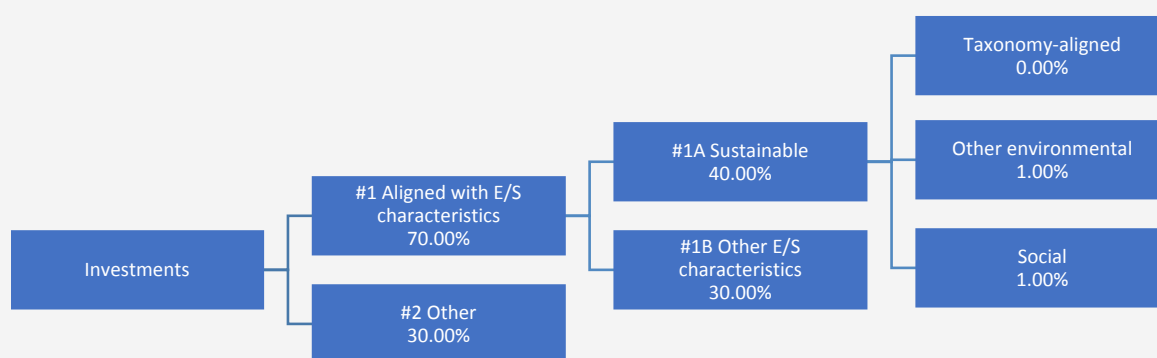 Investments
#1 Aligned with E/S
characteristics
70.00%
#2 Other
30.00%
#1A Sustainable
40.00%
#1B Other E/S
characteristics
30.00%
Taxonomy-aligned
0.00%
Other environmental
1.00%
Social
1.00%